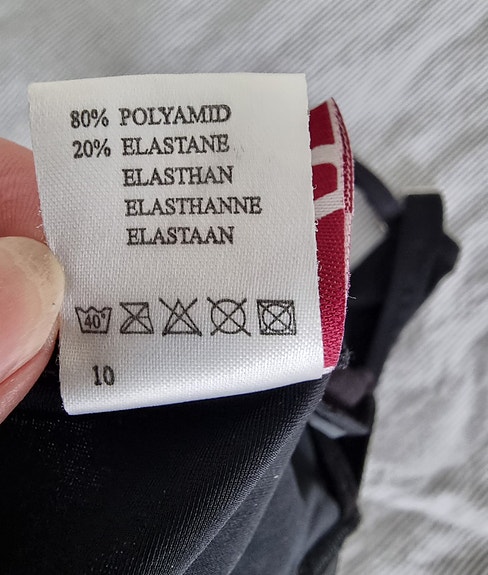 80% POLYAMID
20% ELASTANE
ELASTHAN
ELASTHANNE
ELASTAAN
40°
10